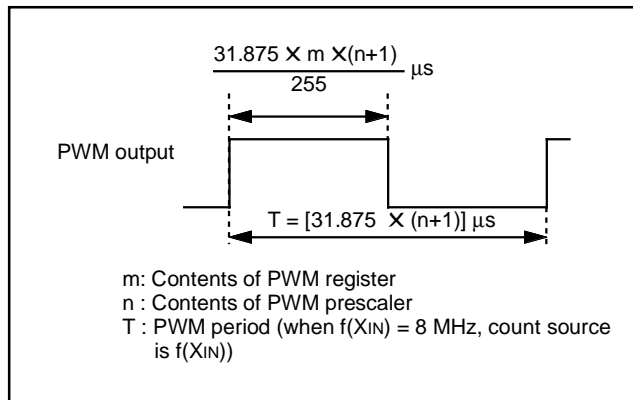 31.875 × m ×(n+1)
255
μs
PWM output
T = [31.875 × (n+1)] μs
m: Contents of PWM register
n : Contents of PWM prescaler
T : PWM period (when f(XIN) = 8 MHz, count source
is f(XIN))